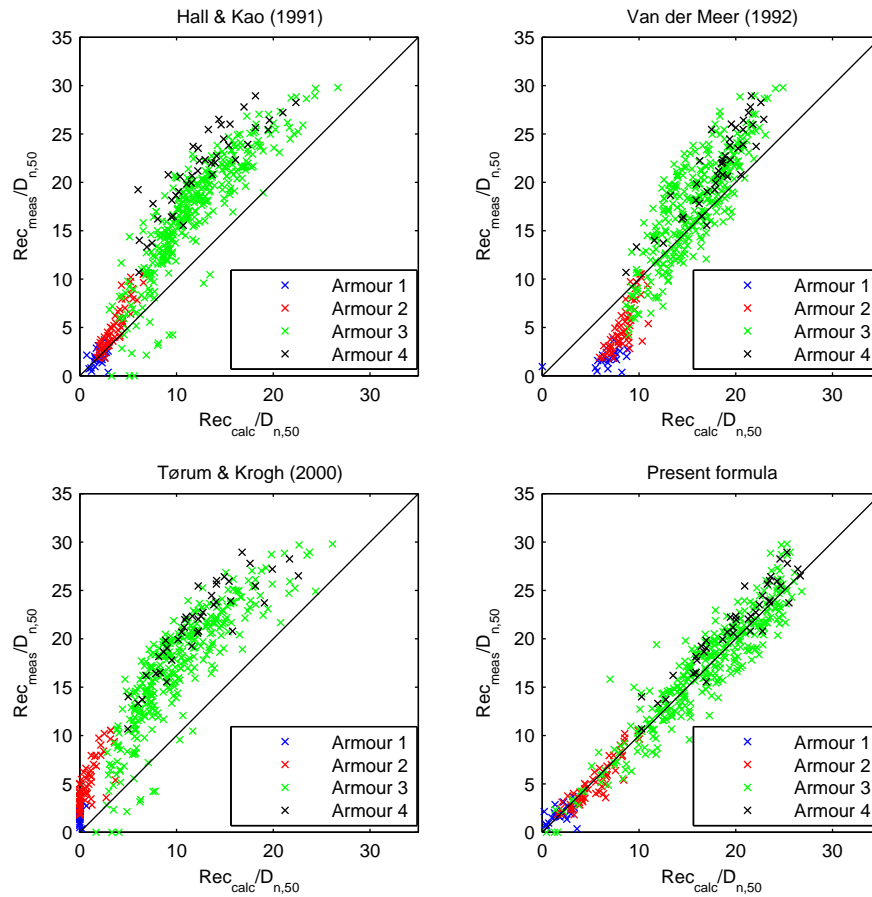 Hall & Kao (1991)
35
30
25
20
15
10
5
0
Rec_meas/D_n,50
0 10 20 30
Rec_calc/D_n,50
Armour 1
Armour 2
Armour 3
Armour 4
Van der Meer (1992)
35
30
25
20
15
10
5
0
Rec_meas/D_n,50
0 10 20 30
Rec_calc/D_n,50
Armour 1
Armour 2
Armour 3
Armour 4
Tørum & Krogh (2000)
35
30
25
20
15
10
5
0
Rec_meas/D_n,50
0 10 20 30
Rec_calc/D_n,50
Armour 1
Armour 2
Armour 3
Armour 4
Present formula
35
30
25
20
15
10
5
0
Rec_meas/D_n,50
0 10 20 30
Rec_calc/D_n,50
Armour 1
Armour 2
Armour 3
Armour 4